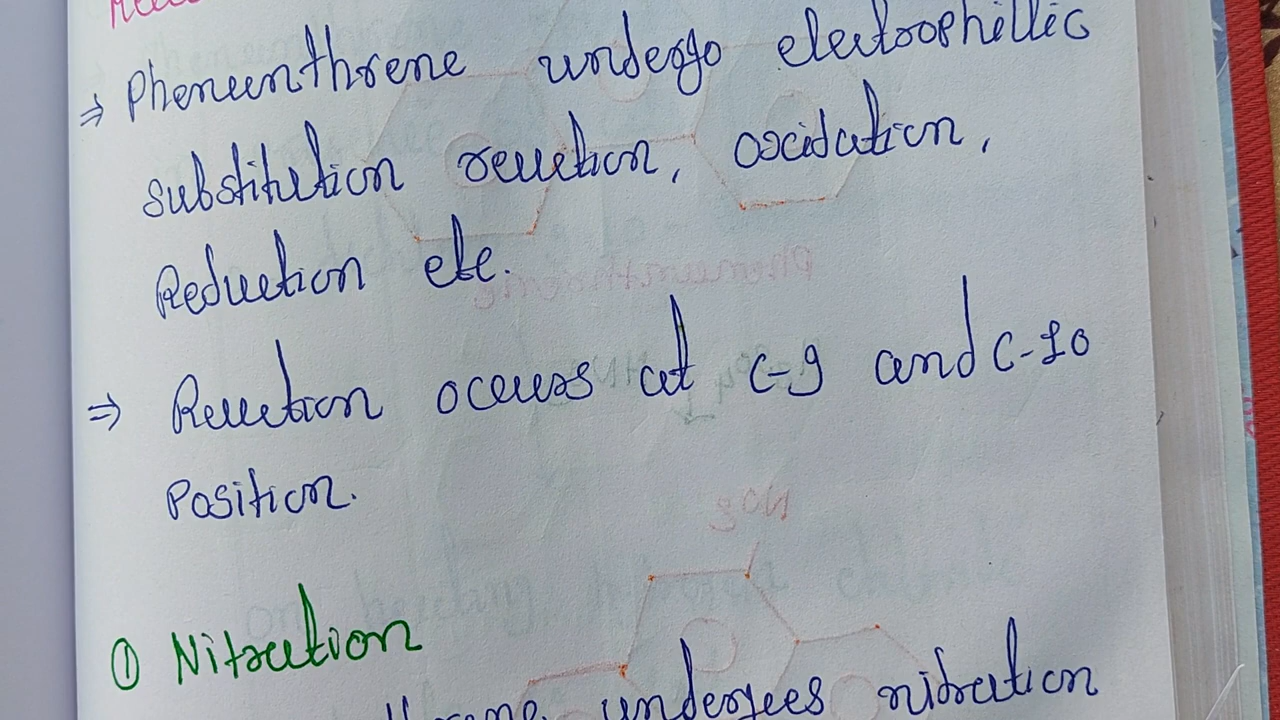 ⇒ Phenanthrene undergo electrophillic
substitution reaction, oxidation,
Reduction etc.
⇒ Reaction occurs at C-9 and C-10
Position.
① Nitration
undergoes nitration